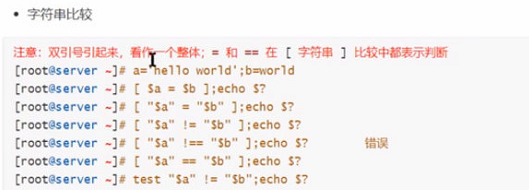 • 字符串比较
注意：双引号引起来，看作一个整体；= 和 == 在 [ 字符串 ] 比较中都表示判断
[root@server ~]# a='hello world';b=world
[root@server ~]# [ $a = $b ];echo $?
[root@server ~]# [ "$a" = "$b" ];echo $?
[root@server ~]# [ "$a" != "$b" ];echo $?
[root@server ~]# [ "$a" !== "$b" ];echo $? 错误
[root@server ~]# [ "$a" == "$b" ];echo $?
[root@server ~]# test "$a" != "$b";echo $?